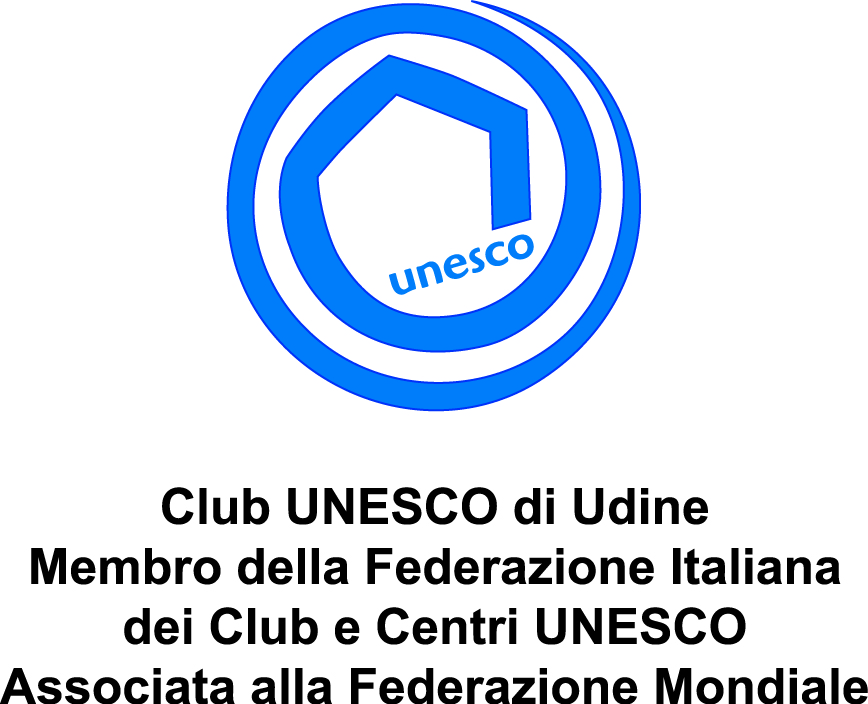 unesco
Club UNESCO di Udine
Membro della Federazione Italiana
dei Club e Centri UNESCO
Associata alla Federazione Mondiale